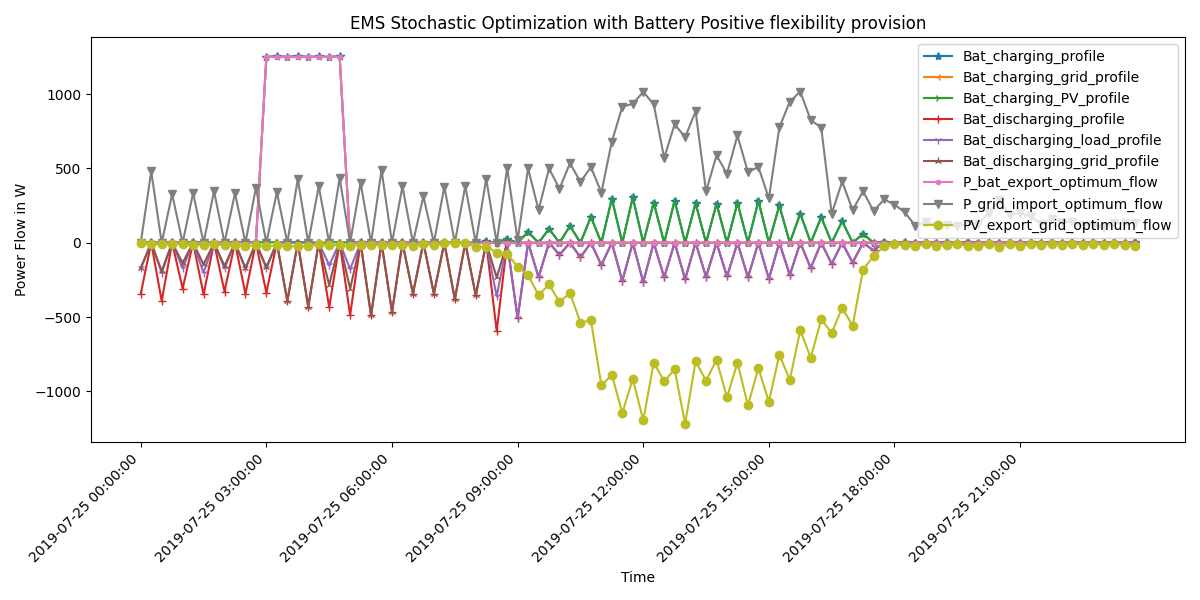 EMS Stochastic Optimization with Battery Positive flexibility provision
Power Flow in W
1000
500
0
−500
−1000
Bat_charging_profile
Bat_charging_grid_profile
Bat_charging_PV_profile
Bat_discharging_profile
Bat_discharging_load_profile
Bat_discharging_grid_profile
P_bat_export_optimum_flow
P_grid_import_optimum_flow
PV_export_grid_optimum_flow
2019-07-25 00:00:00
2019-07-25 03:00:00
2019-07-25 06:00:00
2019-07-25 09:00:00
2019-07-25 12:00:00
2019-07-25 15:00:00
2019-07-25 18:00:00
2019-07-25 21:00:00
Time